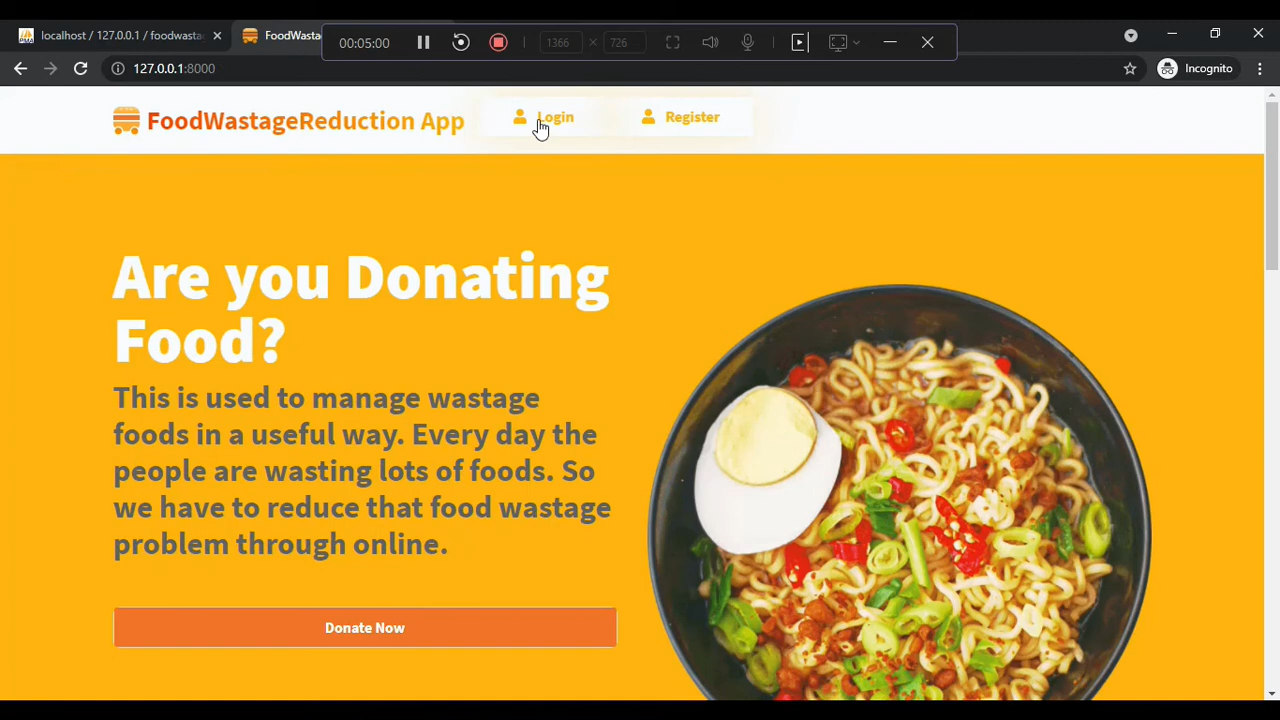 localhost / 127.0.0.1 / foodwasta
FoodWasta
00:05:00
1366 × 726
127.0.0.1:8000
Incognito
FoodWastageReduction App
Login
Register
Are you Donating
Food?
This is used to manage wastage
foods in a useful way. Every day the
people are wasting lots of foods. So
we have to reduce that food wastage
problem through online.
Donate Now